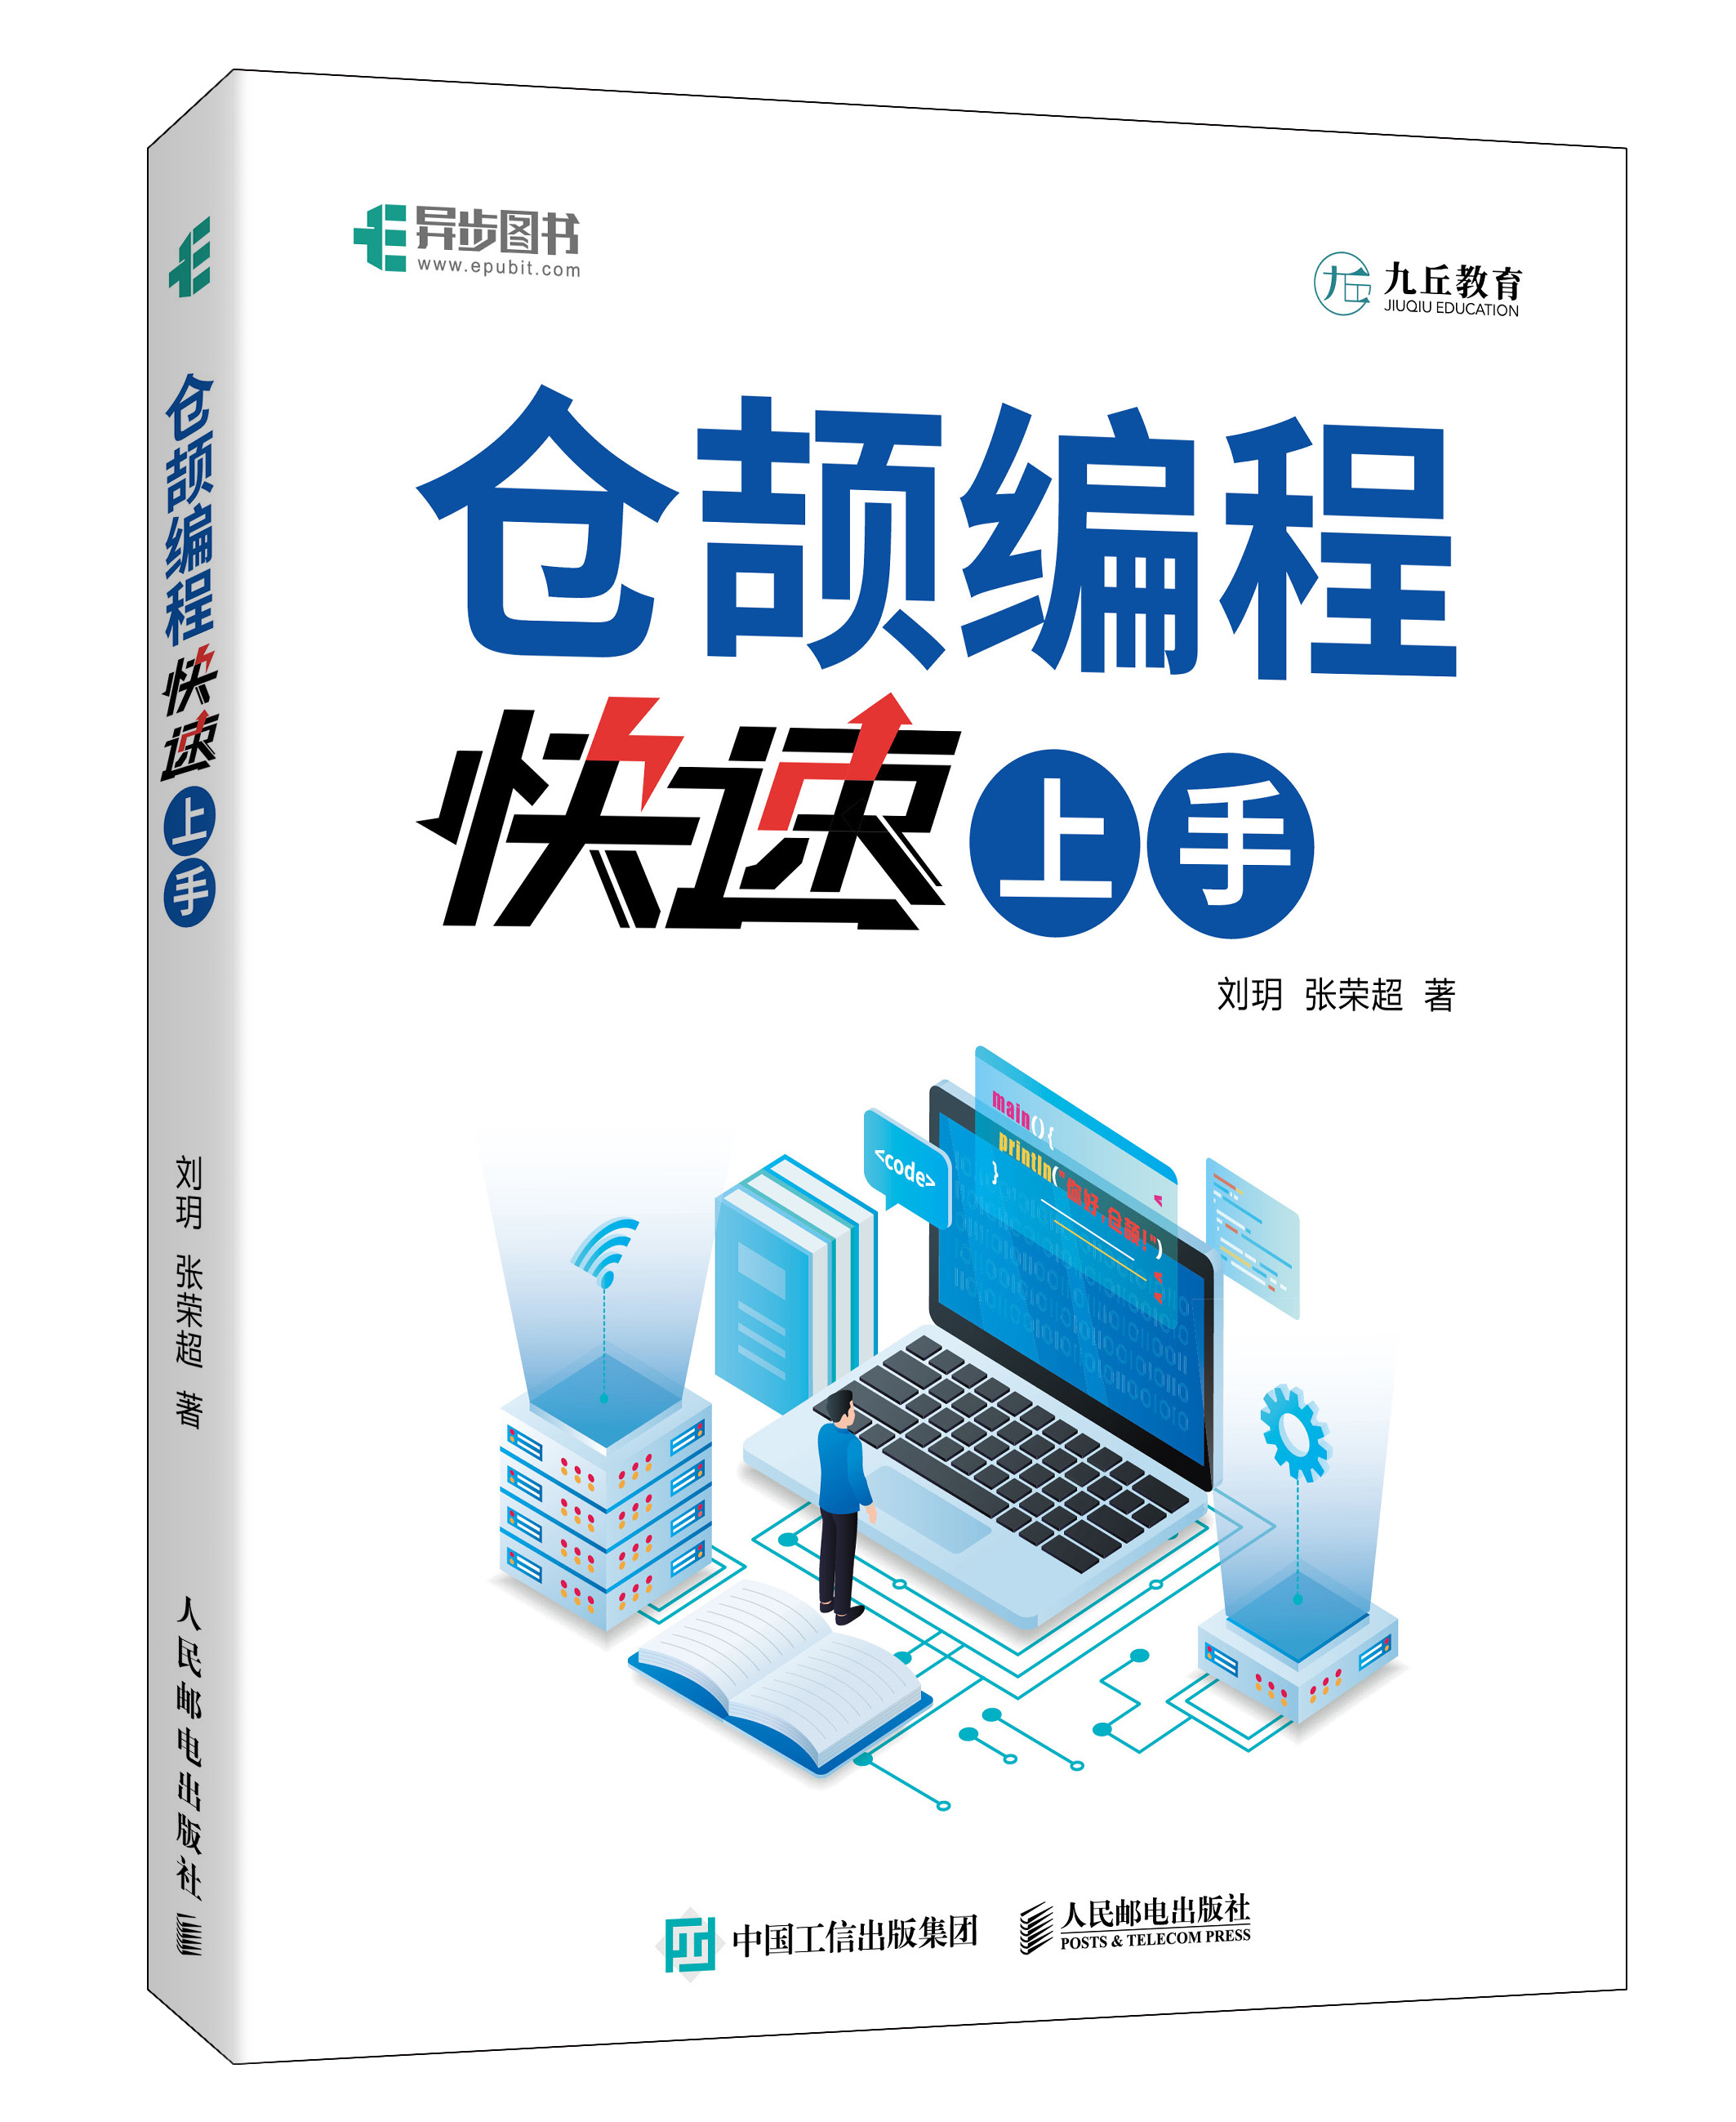 异步图书
www.epubit.com
九丘教育
JIUQIU EDUCATION
仓颉编程
快速上手
刘玥 张荣超 著
<code>
main(){
println("你好,仓颉!")
}
中国工信出版集团
人民邮电出版社
POSTS & TELECOM PRESS
仓颉编程快速上手
刘玥 张荣超 著
人民邮电出版社